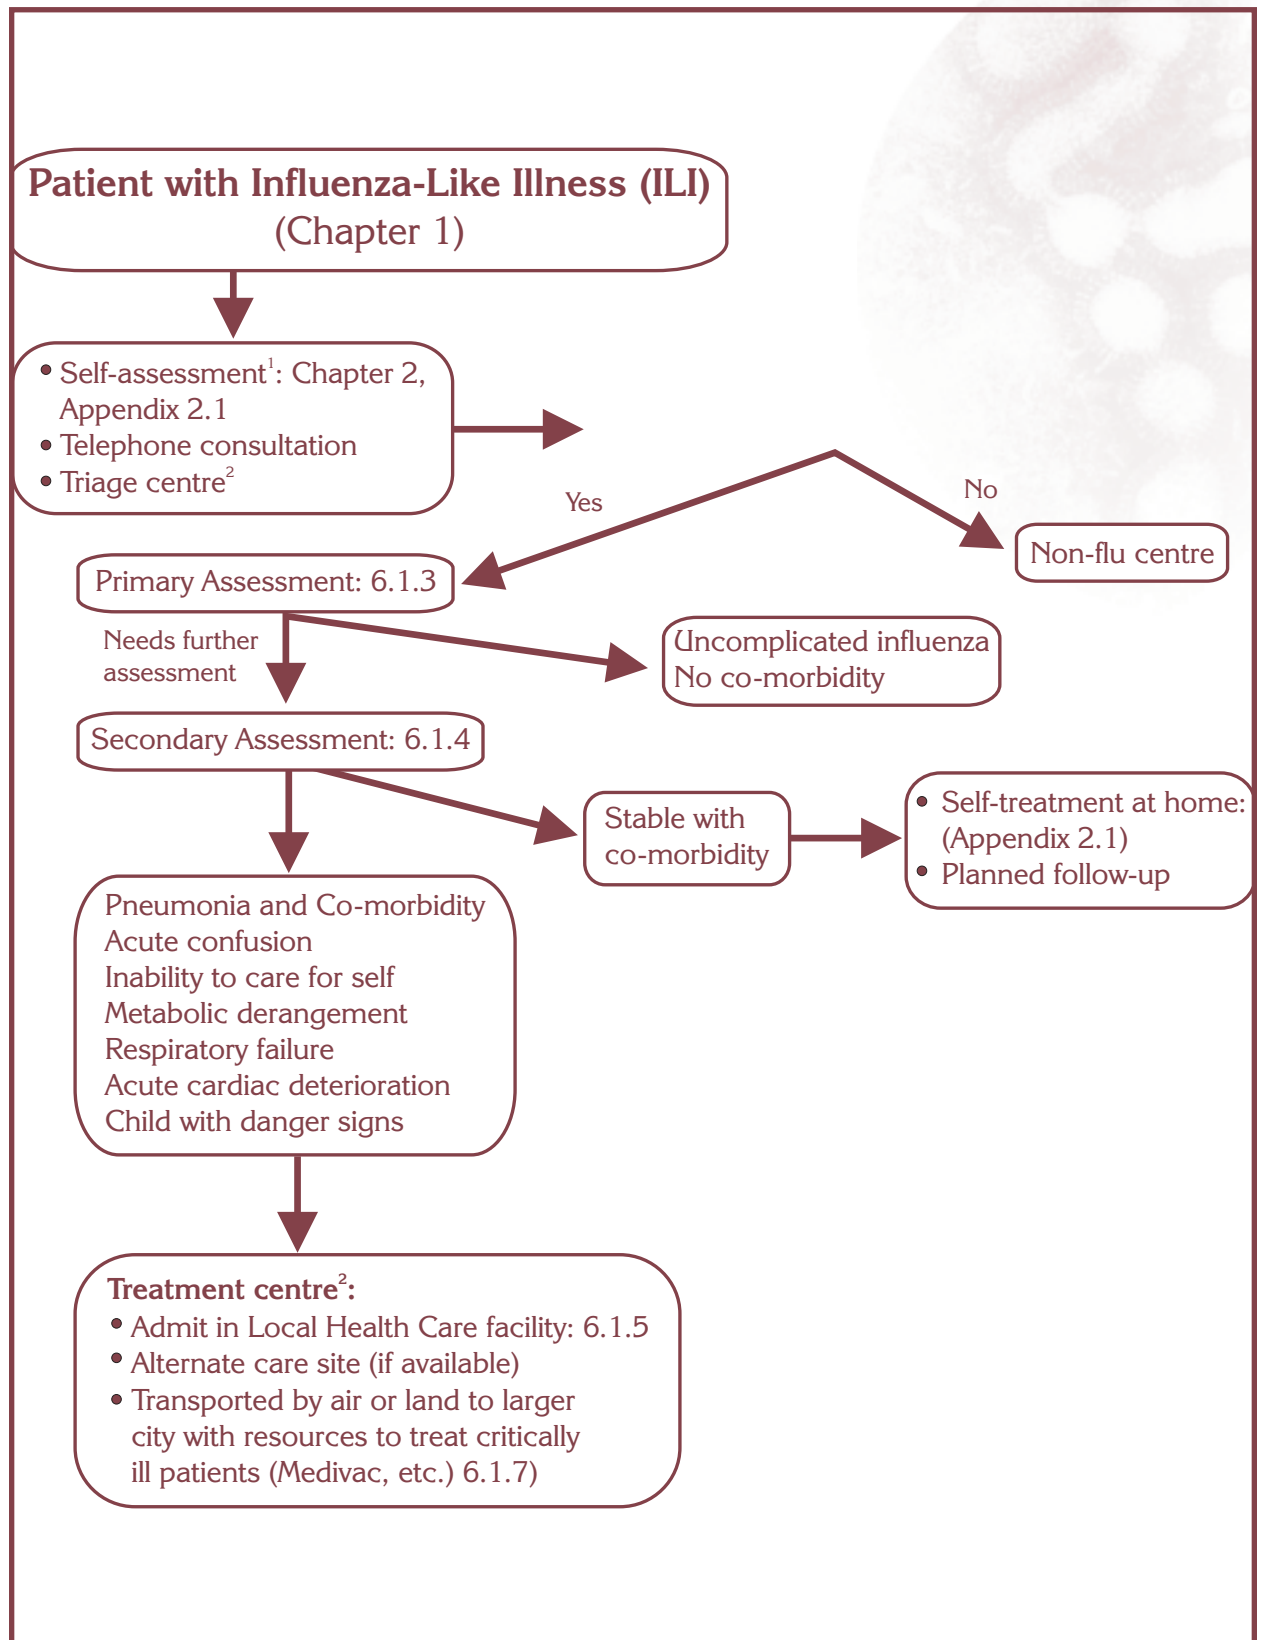 Patient with Influenza-Like Illness (ILI)
(Chapter 1)
• Self-assessment¹: Chapter 2,
Appendix 2.1
• Telephone consultation
• Triage centre²
Yes
No
Non-flu centre
Primary Assessment: 6.1.3
Needs further
assessment
Uncomplicated influenza
No co-morbidity
Secondary Assessment: 6.1.4
Stable with
co-morbidity
• Self-treatment at home:
(Appendix 2.1)
• Planned follow-up
Pneumonia and Co-morbidity
Acute confusion
Inability to care for self
Metabolic derangement
Respiratory failure
Acute cardiac deterioration
Child with danger signs
Treatment centre²:
• Admit in Local Health Care facility: 6.1.5
• Alternate care site (if available)
• Transported by air or land to larger
city with resources to treat critically
ill patients (Medivac, etc.) 6.1.7)